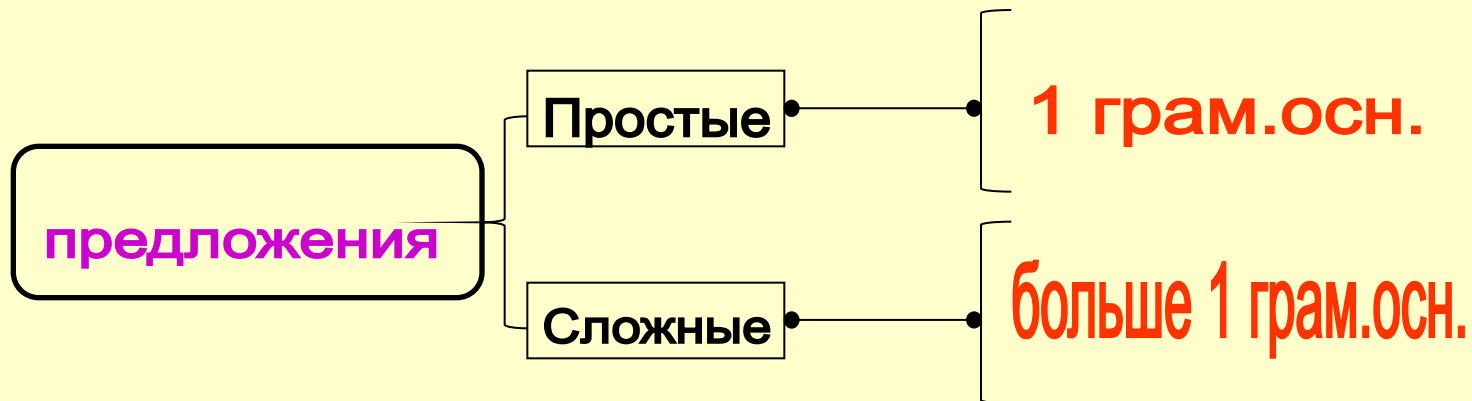 предложения
Простые
1 грам.осн.
Сложные
больше 1 грам.осн.